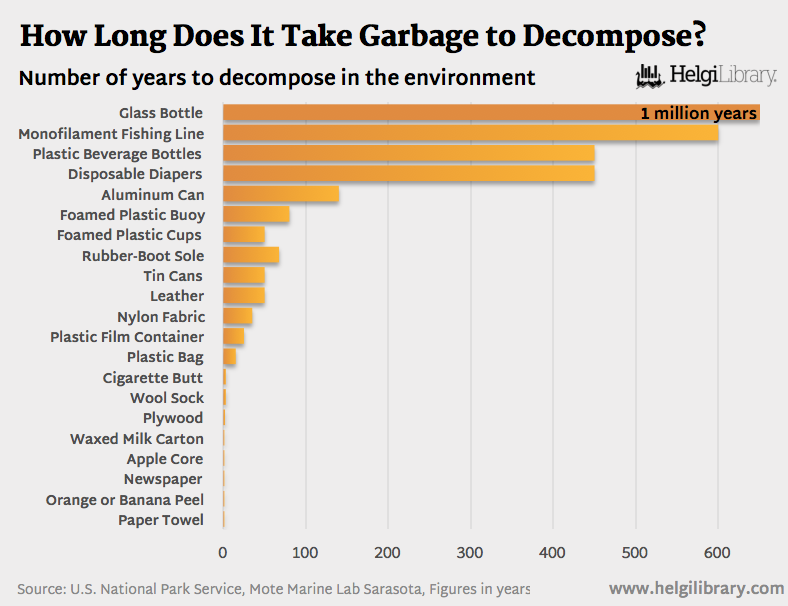 How Long Does It Take Garbage to Decompose?
Number of years to decompose in the environment
HelgiLibrary.
Glass Bottle
1 million years
Monofilament Fishing Line
Plastic Beverage Bottles
Disposable Diapers
Aluminum Can
Foamed Plastic Buoy
Foamed Plastic Cups
Rubber-Boot Sole
Tin Cans
Leather
Nylon Fabric
Plastic Film Container
Plastic Bag
Cigarette Butt
Wool Sock
Plywood
Waxed Milk Carton
Apple Core
Newspaper
Orange or Banana Peel
Paper Towel
0 100 200 300 400 500 600
Source: U.S. National Park Service, Mote Marine Lab Sarasota, Figures in years
www.helgilibrary.com